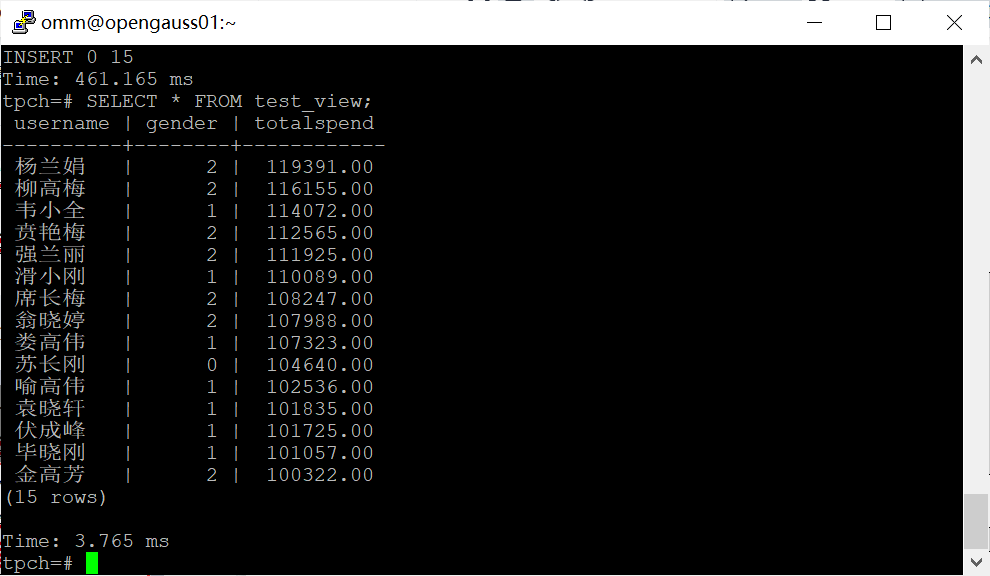 omm@opengauss01:~
INSERT 0 15
Time: 461.165 ms
tpch=# SELECT * FROM test_view;
 username | gender | totalspend
----------+--------+------------
 杨兰娟   |      2 |  119391.00
 柳高梅   |      2 |  116155.00
 韦小全   |      1 |  114072.00
 贲艳梅   |      2 |  112565.00
 强兰丽   |      2 |  111925.00
 滑小刚   |      1 |  110089.00
 席长梅   |      2 |  108247.00
 翁晓婷   |      2 |  107988.00
 娄高伟   |      1 |  107323.00
 苏长刚   |      0 |  104640.00
 喻高伟   |      1 |  102536.00
 袁晓轩   |      1 |  101835.00
 伏成峰   |      1 |  101725.00
 毕晓刚   |      1 |  101057.00
 金高芳   |      2 |  100322.00
(15 rows)
Time: 3.765 ms
tpch=#